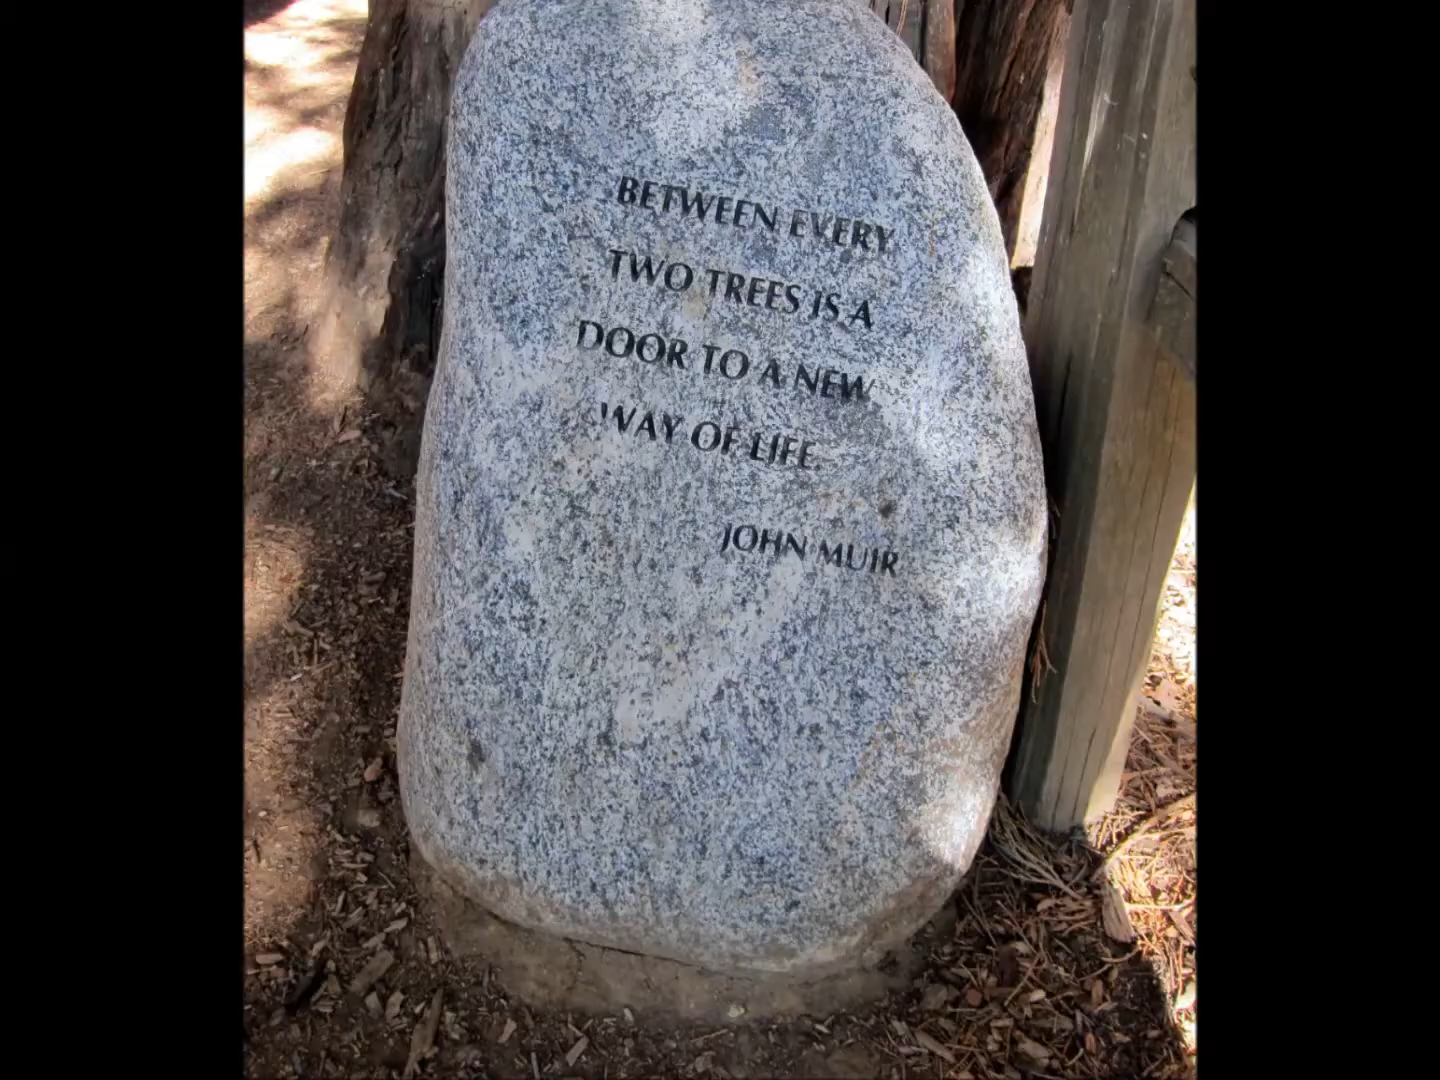 BETWEEN EVERY
TWO TREES IS A
DOOR TO A NEW
WAY OF LIFE.
JOHN MUIR